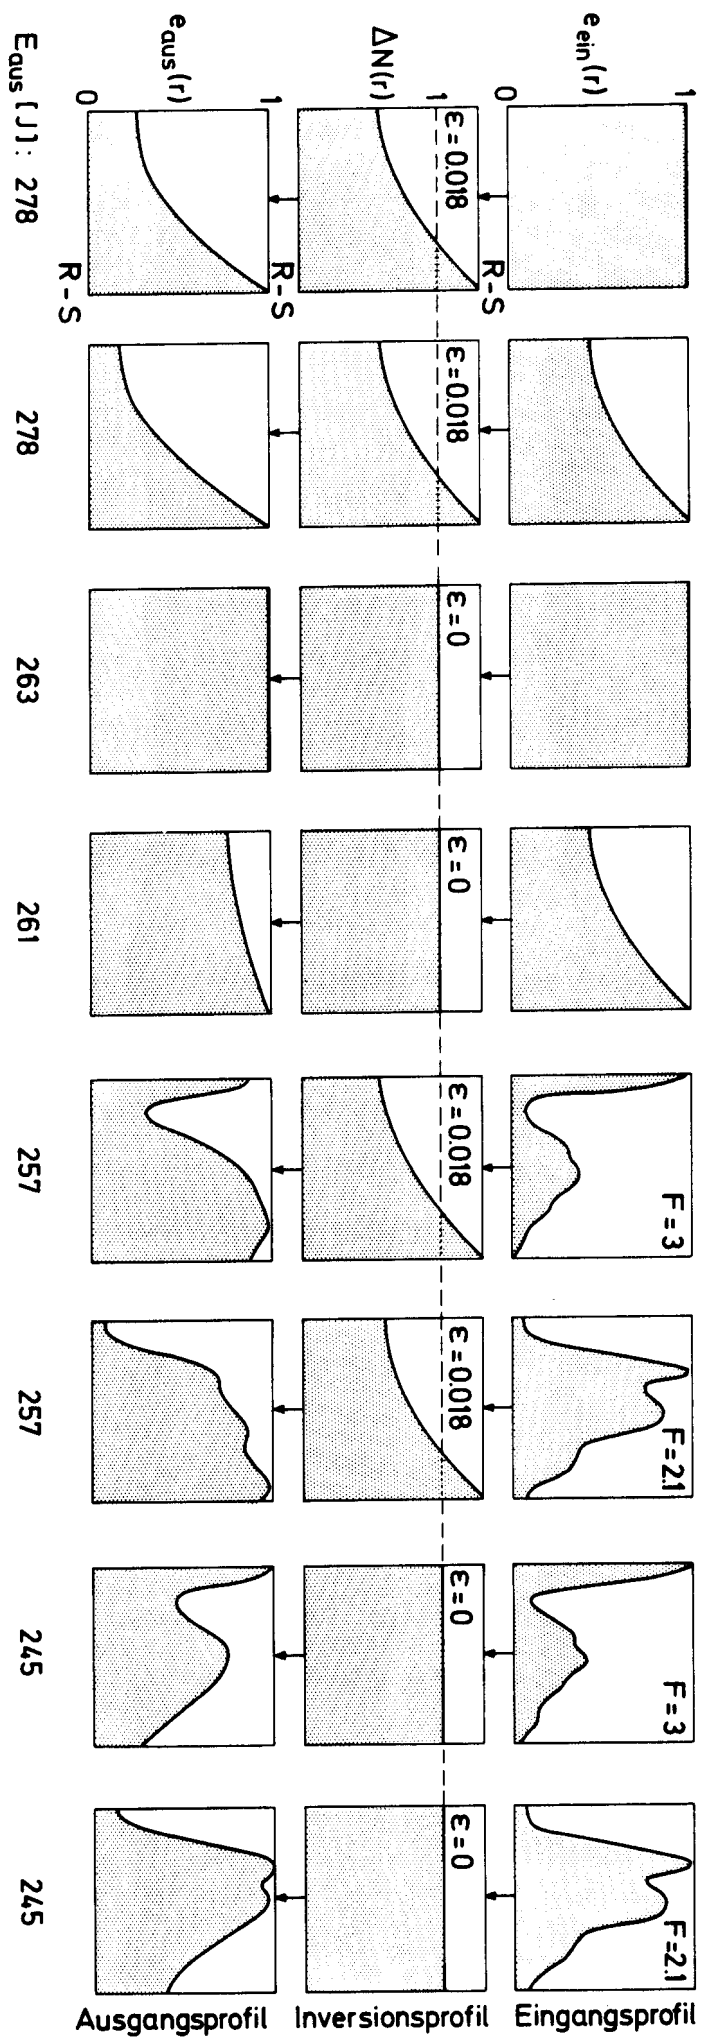 1
e_ein(r)
0
R-S
F=3
F=2.1
F=3
F=2.1
Eingangsprofil
ΔN(r)
1
R-S
ε=0.018
ε=0.018
ε=0
ε=0
ε=0.018
ε=0.018
ε=0
ε=0
Inversionsprofil
1
e_aus(r)
0
R-S
Ausgangsprofil
E_aus [J]: 278 278 263 261 257 257 245 245